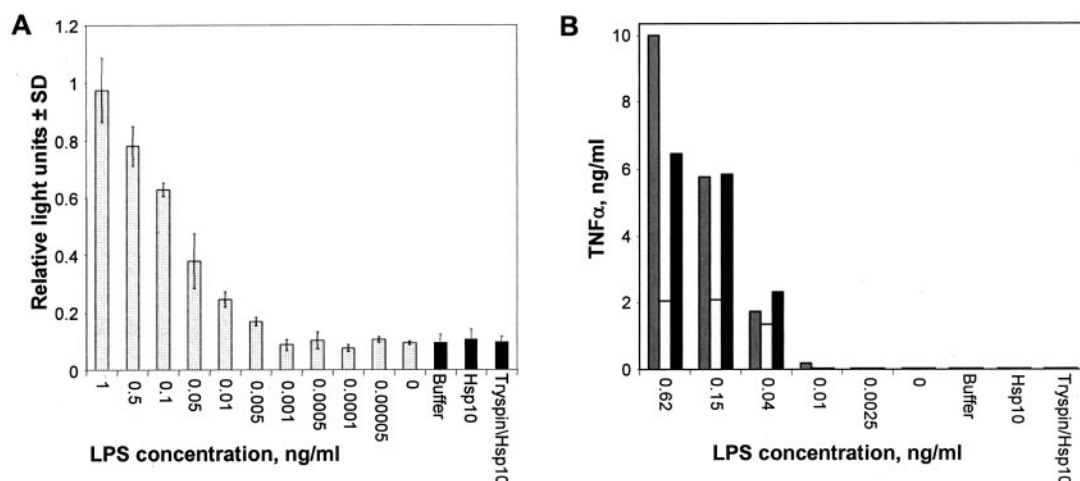 A
Relative light units ± SD
1.2
1
0.8
0.6
0.4
0.2
0
1
0.5
0.1
0.05
0.01
0.005
0.001
0.0005
0.0001
0.00005
0
Buffer
Hsp10
Tryspin\Hsp10
LPS concentration, ng/ml
B
TNFα, ng/ml
10
8
6
4
2
0
0.62
0.15
0.04
0.01
0.0025
0
Buffer
Hsp10
Tryspin/Hsp10
LPS concentration, ng/ml